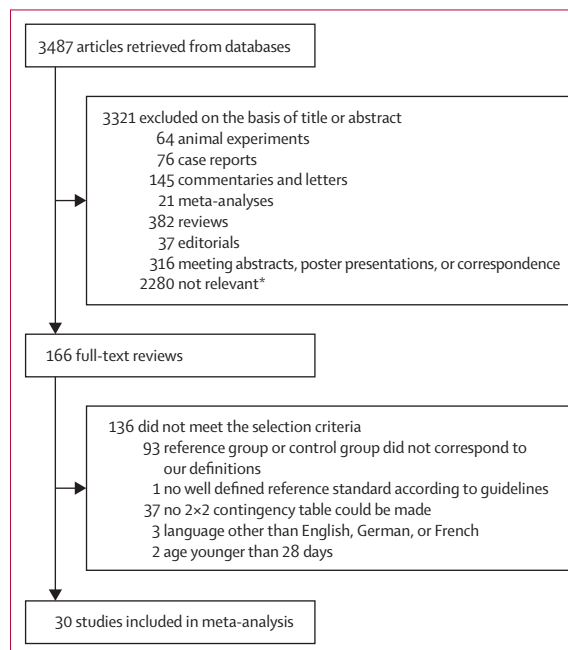 3487 articles retrieved from databases
3321 excluded on the basis of title or abstract
64 animal experiments
76 case reports
145 commentaries and letters
21 meta-analyses
382 reviews
37 editorials
316 meeting abstracts, poster presentations, or correspondence
2280 not relevant*
166 full-text reviews
136 did not meet the selection criteria
93 reference group or control group did not correspond to
our definitions
1 no well defined reference standard according to guidelines
37 no 2×2 contingency table could be made
3 language other than English, German, or French
2 age younger than 28 days
30 studies included in meta-analysis